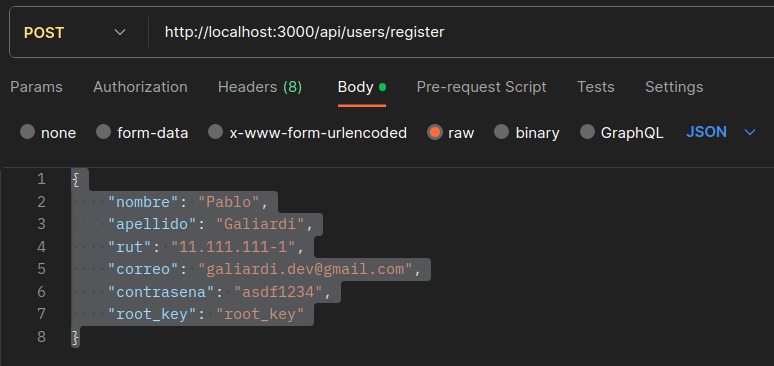 POST http://localhost:3000/api/users/register
Params Authorization Headers (8) Body Pre-request Script Tests Settings
none form-data x-www-form-urlencoded raw binary GraphQL JSON
1 {
2 "nombre": "Pablo",
3 "apellido": "Galiardi",
4 "rut": "11.111.111-1",
5 "correo": "galiardi.dev@gmail.com",
6 "contrasena": "asdf1234",
7 "root_key": "root_key"
8 }